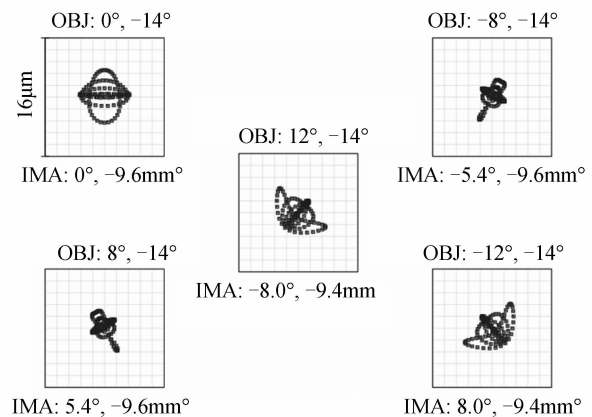 OBJ: 0°, −14°
16μm
IMA: 0°, −9.6mm°
OBJ: −8°, −14°
IMA: −5.4°, −9.6mm°
OBJ: 12°, −14°
IMA: −8.0°, −9.4mm
OBJ: 8°, −14°
IMA: 5.4°, −9.6mm°
OBJ: −12°, −14°
IMA: 8.0°, −9.4mm°